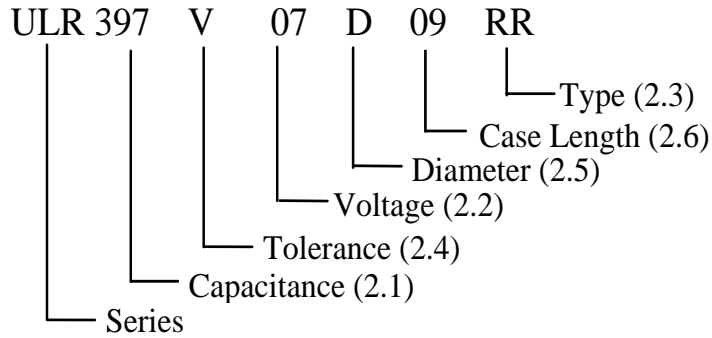 ULR 397 V 07 D 09 RR
Type (2.3)
Case Length (2.6)
Diameter (2.5)
Voltage (2.2)
Tolerance (2.4)
Capacitance (2.1)
Series